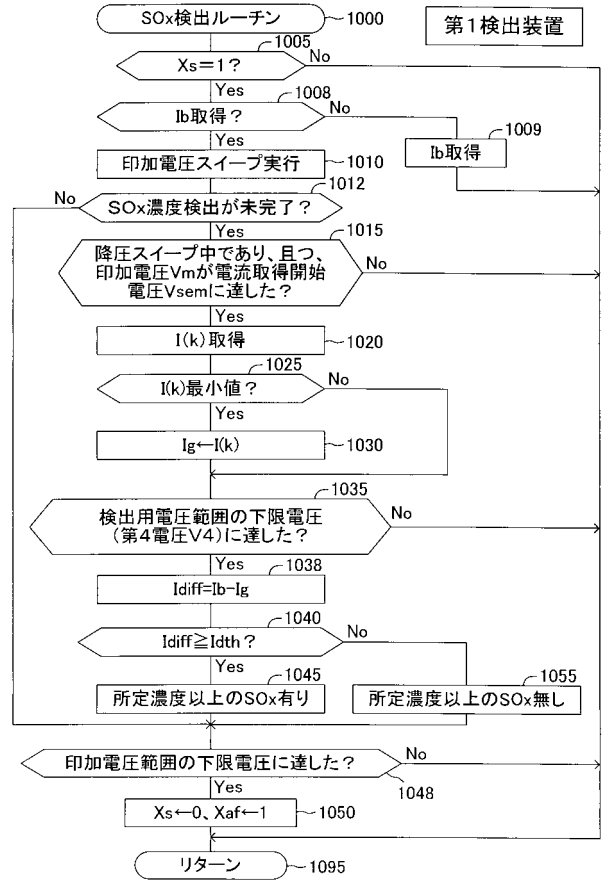 SOx検出ルーチン
1000
第1検出装置
1005
Xs=1?
No
Yes
1008
Ib取得?
No
Yes
1009
Ib取得
印加電圧スイープ実行
1010
1012
No
SOx濃度検出が未完了?
Yes
1015
降圧スイープ中であり、且つ、
印加電圧Vmが電流取得開始
電圧Vsemに達した?
No
Yes
I(k)取得
1020
1025
I(k)最小値?
No
Yes
Ig←I(k)
1030
1035
検出用電圧範囲の下限電圧
(第4電圧V4)に達した?
No
Yes
1038
Idiff=Ib-Ig
1040
Idiff≧Idth?
No
Yes
1045
1055
所定濃度以上のSOx有り
所定濃度以上のSOx無し
印加電圧範囲の下限電圧に達した?
No
1048
Yes
Xs←0、Xaf←1
1050
リターン
1095